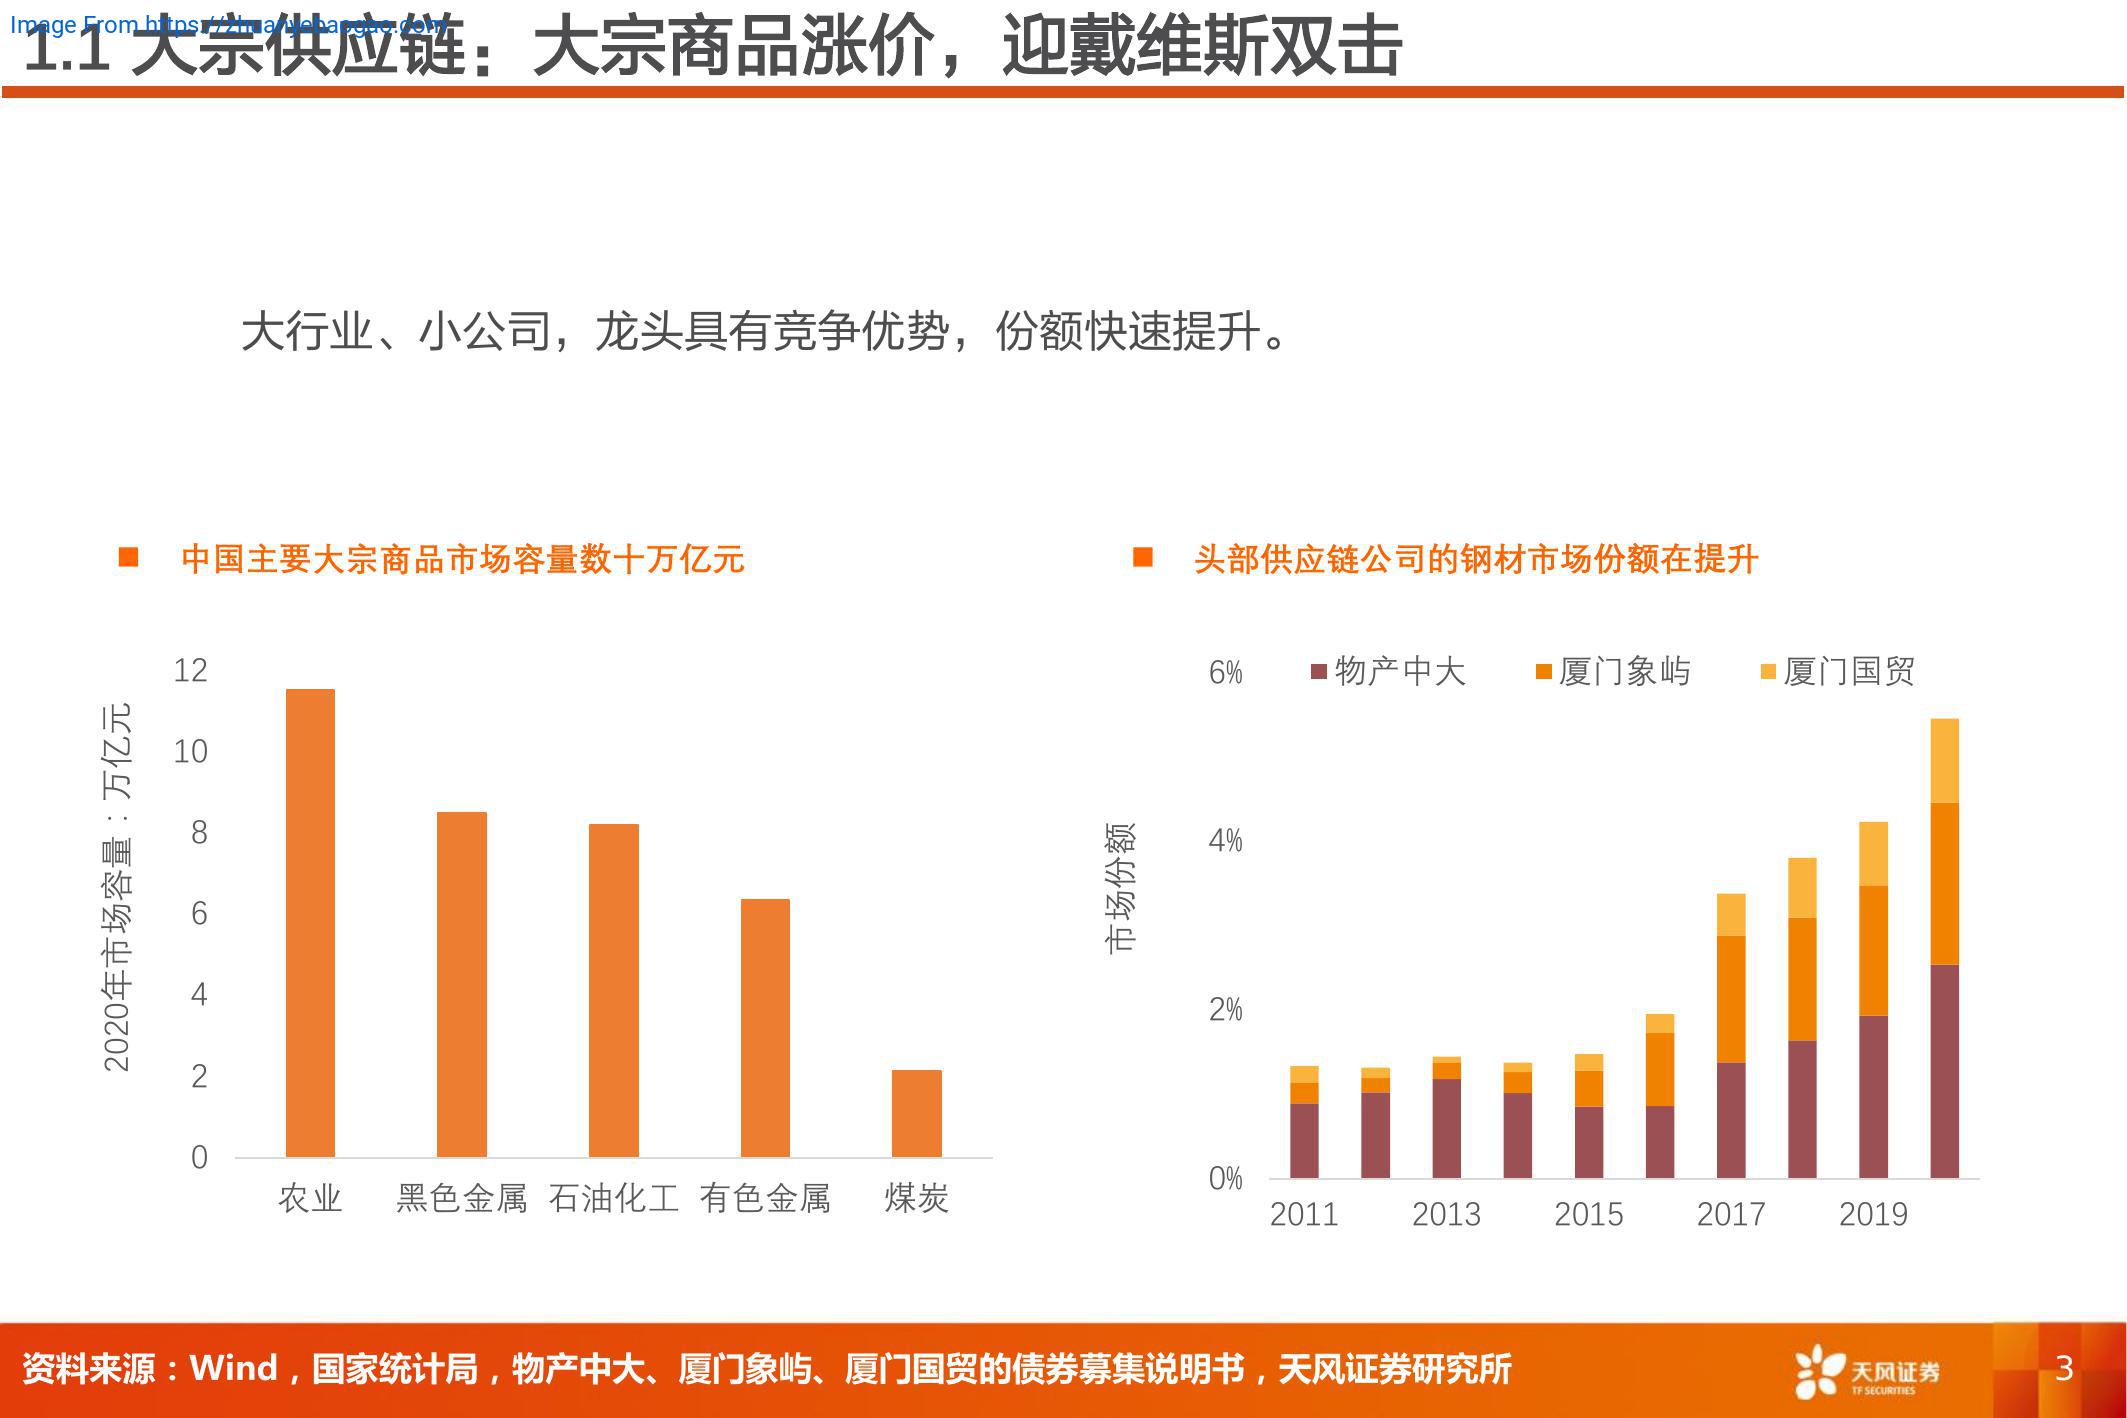 Image From https://zhuanyebaogao.com
1.1 大宗供应链：大宗商品涨价，迎戴维斯双击
大行业、小公司，龙头具有竞争优势，份额快速提升。
■ 中国主要大宗商品市场容量数十万亿元
2020年市场容量：万亿元
12
10
8
6
4
2
0
农业 黑色金属 石油化工 有色金属 煤炭
■ 头部供应链公司的钢材市场份额在提升
物产中大 厦门象屿 厦门国贸
市场份额
6%
4%
2%
0%
2011 2013 2015 2017 2019
资料来源：Wind，国家统计局，物产中大、厦门象屿、厦门国贸的债券募集说明书，天风证券研究所
天风证券
TF SECURITIES
3